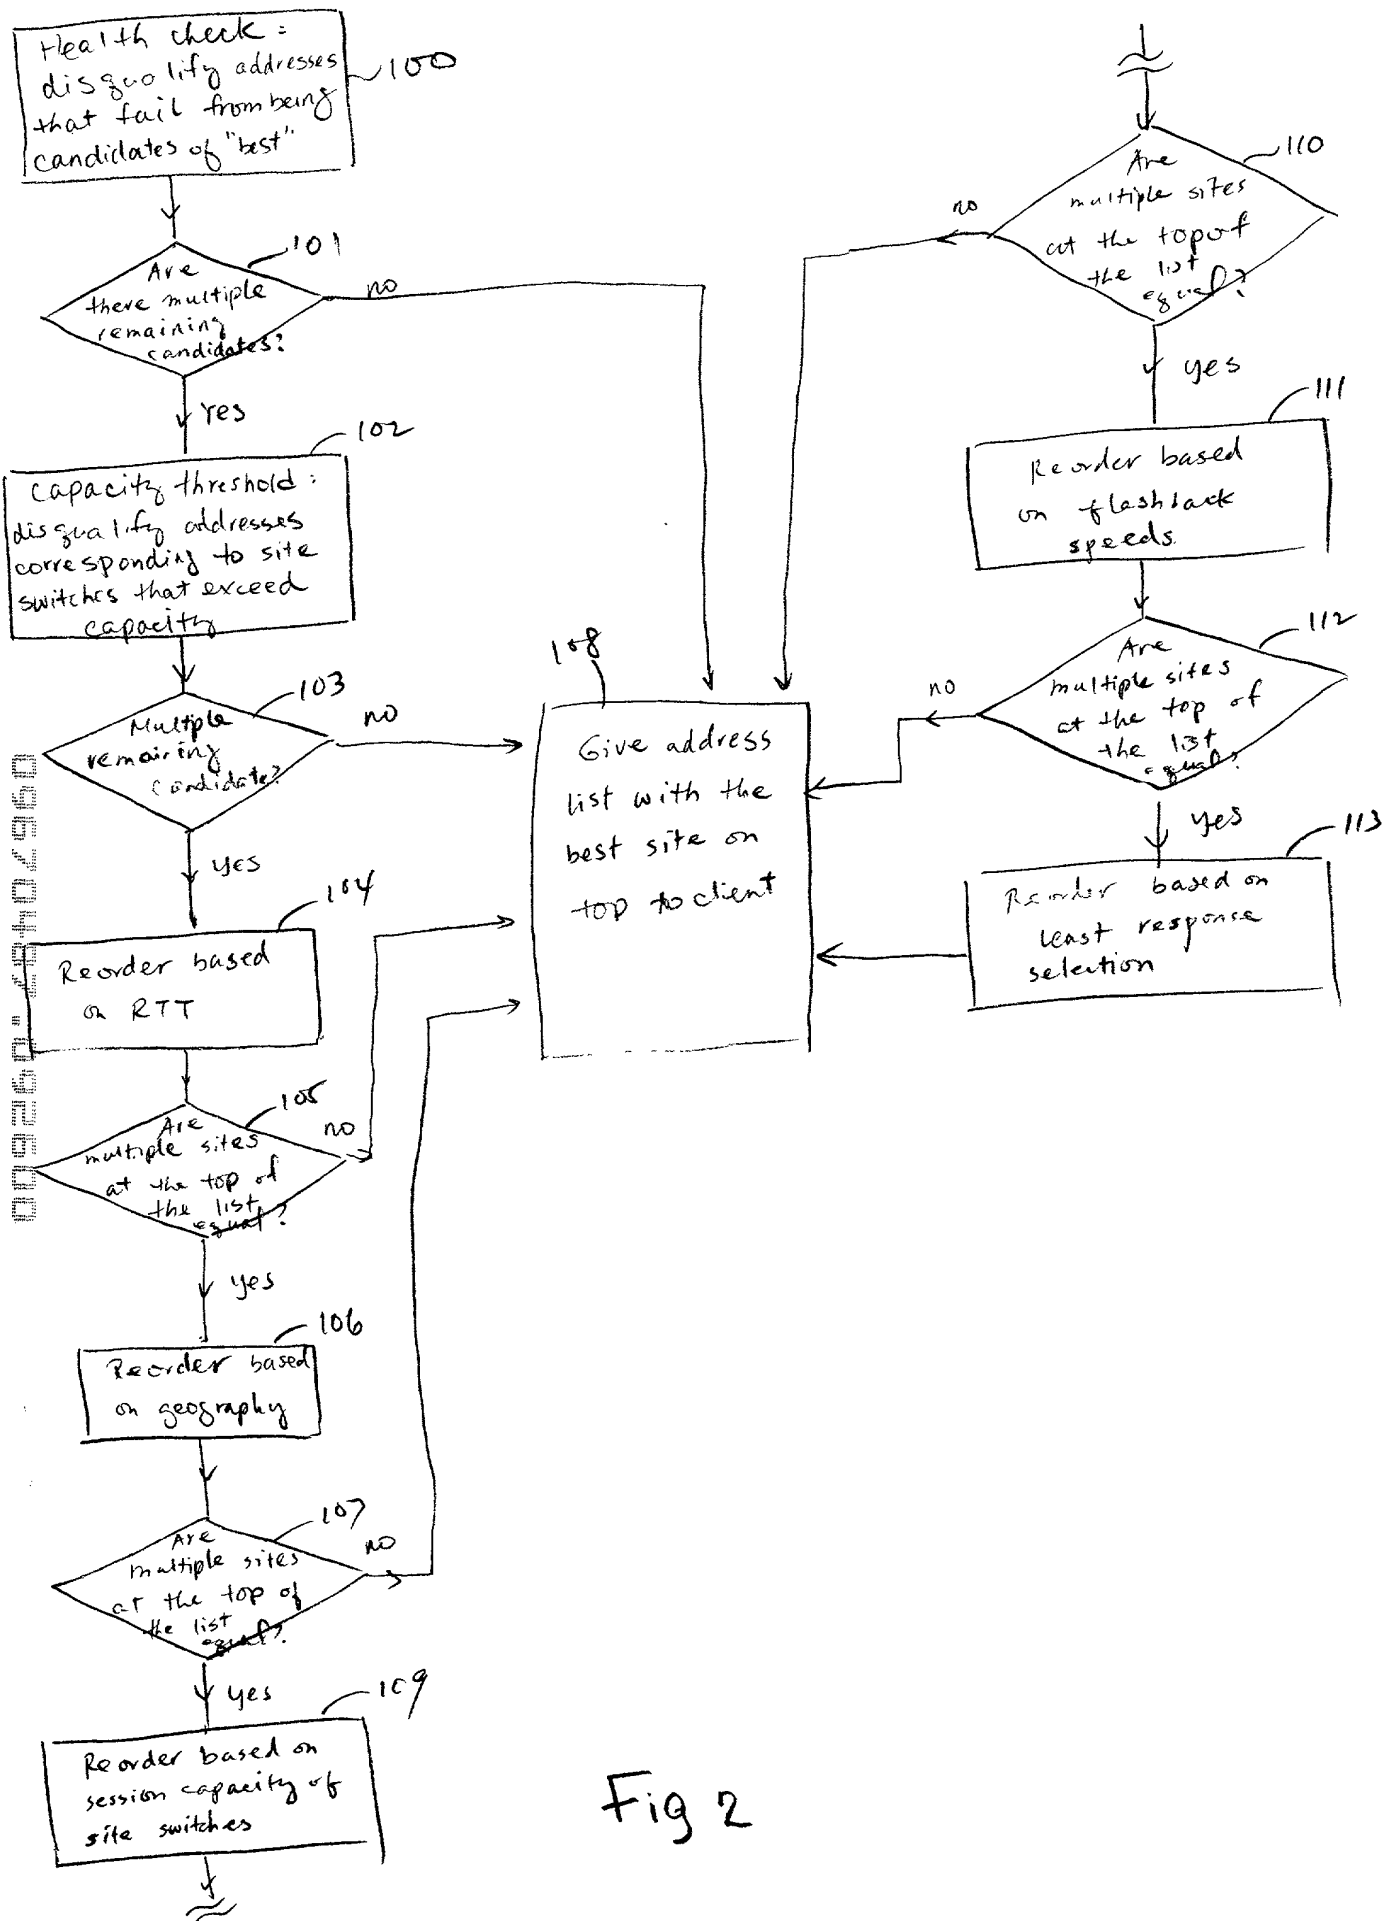 Health check:
disqualify addresses
that fail from being
candidates of "best"
100
101
Are
there multiple
remaining
candidates?
no
Yes
102
Capacity threshold:
disqualify addresses
corresponding to site
switches that exceed
capacity
103
Multiple
remaining
candidate?
no
yes
104
Reorder based
on RTT
105
Are
multiple sites
at the top of
the list
equal?
no
yes
106
Reorder based
on geography
107
Are
multiple sites
at the top of
the list
equal?
no
yes
109
Reorder based on
session capacity of
site switches
108
Give address
list with the
best site on
top to client
110
Are
multiple sites
at the top of
the list
equal?
no
yes
111
Reorder based
on flashback
speeds
112
Are
multiple sites
at the top of
the list
equal?
no
yes
113
Reorder based on
least response
selection
Fig 2